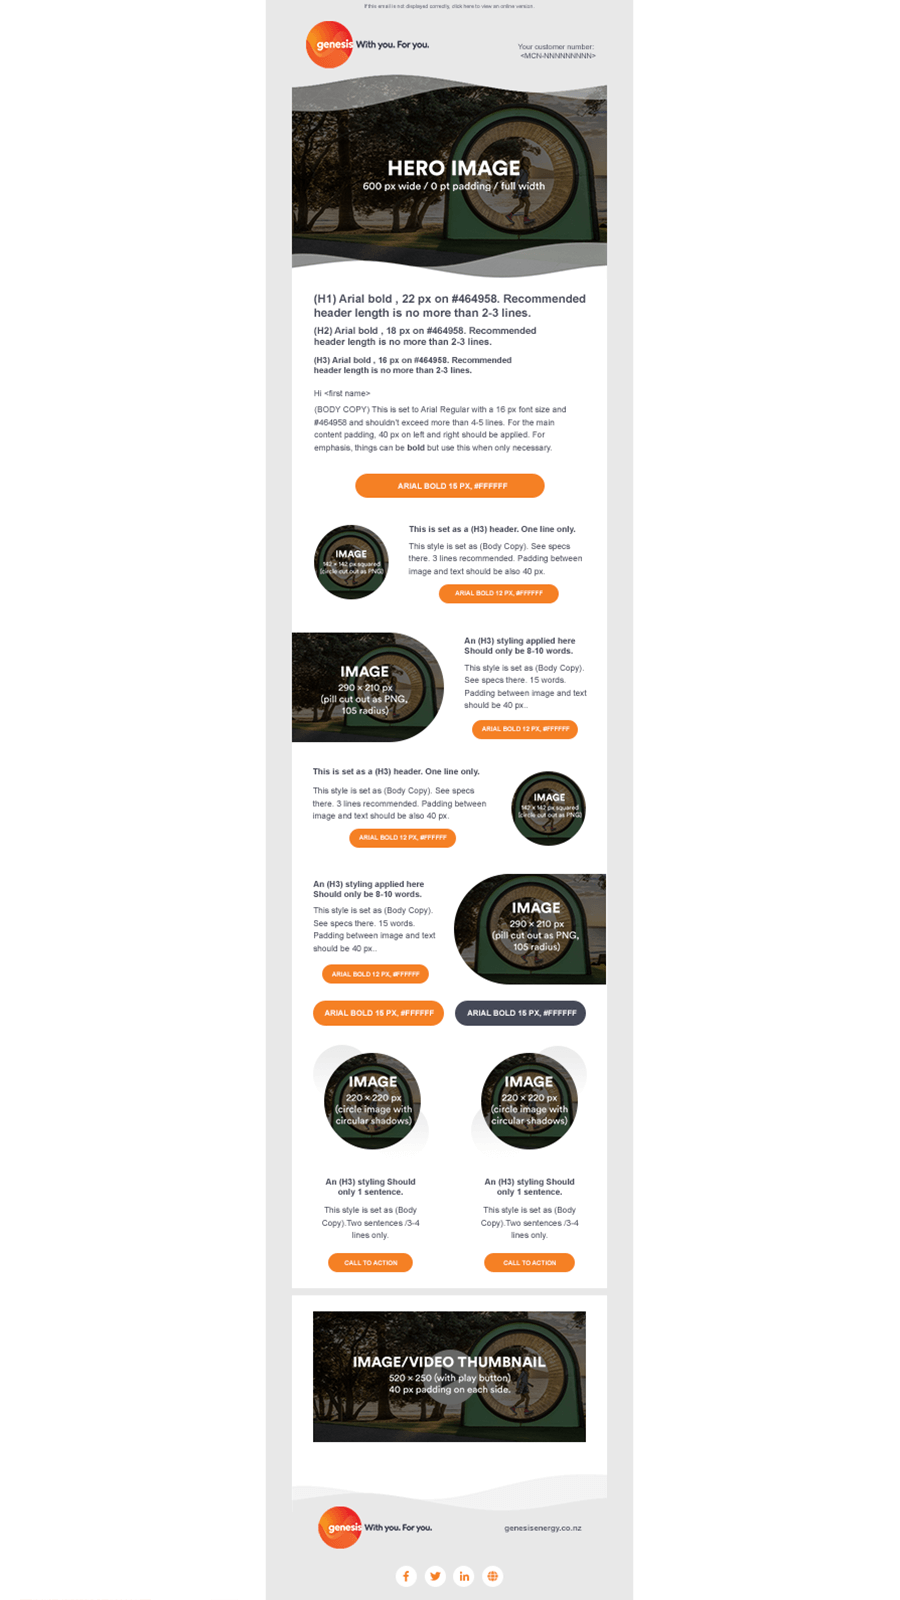 If this email is not displayed correctly, click here to view an online version.
genesis With you. For you.
Your customer number:
<MCN-NNNNNNNNN>
HERO IMAGE
600 px wide / 0 pt padding / full width
(H1) Arial bold , 22 px on #464958. Recommended
header length is no more than 2-3 lines.
(H2) Arial bold , 18 px on #464958. Recommended
header length is no more than 2-3 lines.
(H3) Arial bold , 16 px on #464958. Recommended
header length is no more than 2-3 lines.
Hi <first name>
(BODY COPY) This is set to Arial Regular with a 16 px font size and
#464958 and shouldn't exceed more than 4-5 lines. For the main
content padding, 40 px on left and right should be applied. For
emphasis, things can be bold but use this when only necessary.
ARIAL BOLD 15 PX, #FFFFFF
IMAGE
142 × 142 px squared
(circle cut out as PNG)
This is set as a (H3) header. One line only.
This style is set as (Body Copy). See specs
there. 3 lines recommended. Padding between
image and text should be also 40 px.
ARIAL BOLD 12 PX, #FFFFFF
IMAGE
290 × 210 px
(pill cut out as PNG,
105 radius)
An (H3) styling applied here
Should only be 8-10 words.
This style is set as (Body Copy).
See specs there. 15 words.
Padding between image and text
should be 40 px..
ARIAL BOLD 12 PX, #FFFFFF
This is set as a (H3) header. One line only.
This style is set as (Body Copy). See specs
there. 3 lines recommended. Padding between
image and text should be also 40 px.
ARIAL BOLD 12 PX, #FFFFFF
IMAGE
142 × 142 px squared
(circle cut out as PNG)
An (H3) styling applied here
Should only be 8-10 words.
This style is set as (Body Copy).
See specs there. 15 words.
Padding between image and text
should be 40 px..
ARIAL BOLD 12 PX, #FFFFFF
IMAGE
290 × 210 px
(pill cut out as PNG,
105 radius)
ARIAL BOLD 15 PX, #FFFFFF
ARIAL BOLD 15 PX, #FFFFFF
IMAGE
220 × 220 px
(circle image with
circular shadows)
IMAGE
220 × 220 px
(circle image with
circular shadows)
An (H3) styling Should
only 1 sentence.
This style is set as (Body
Copy).Two sentences /3-4
lines only.
CALL TO ACTION
An (H3) styling Should
only 1 sentence.
This style is set as (Body
Copy).Two sentences /3-4
lines only.
CALL TO ACTION
IMAGE/VIDEO THUMBNAIL
520 × 250 (with play button)
40 px padding on each side.
genesis With you. For you.
genesisenergy.co.nz